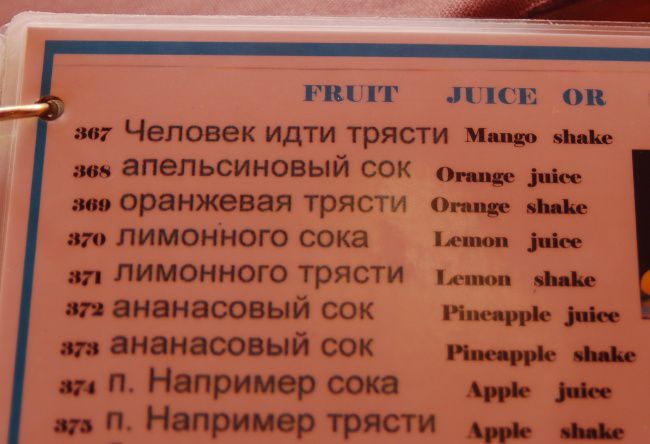 FRUIT JUICE OR
367 Человек идти трясти Mango shake
368 апельсиновый сок Orange juice
369 оранжевая трясти Orange shake
370 лимонного сока Lemon juice
371 лимонного трясти Lemon shake
372 ананасовый сок Pineapple juice
373 ананасовый сок Pineapple shake
374 п. Например сока Apple juice
375 п. Например трясти Apple shake